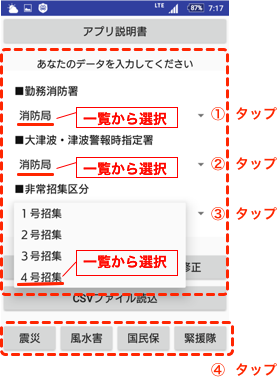 LTE 87% 7:17
アプリ説明書
あなたのデータを入力してください
■勤務消防署
消防局 一覧から選択 ① タップ
■大津波・津波警報時指定署
消防局 一覧から選択 ② タップ
■非常招集区分
③ タップ
1号招集
2号招集
3号招集
4号招集 一覧から選択
修正
CSVファイル読込
震災 風水害 国民保 緊援隊
④ タップ